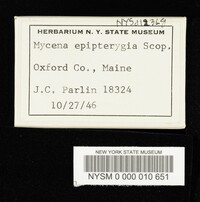 NYSf12369
HERBARIUM N. Y. STATE MUSEUM
Mycena epipterygia Scop.
Oxford Co., Maine
J.C. Parlin 18324
10/27/46
NEW YORK STATE MUSEUM
NYSM 0 000 010 651